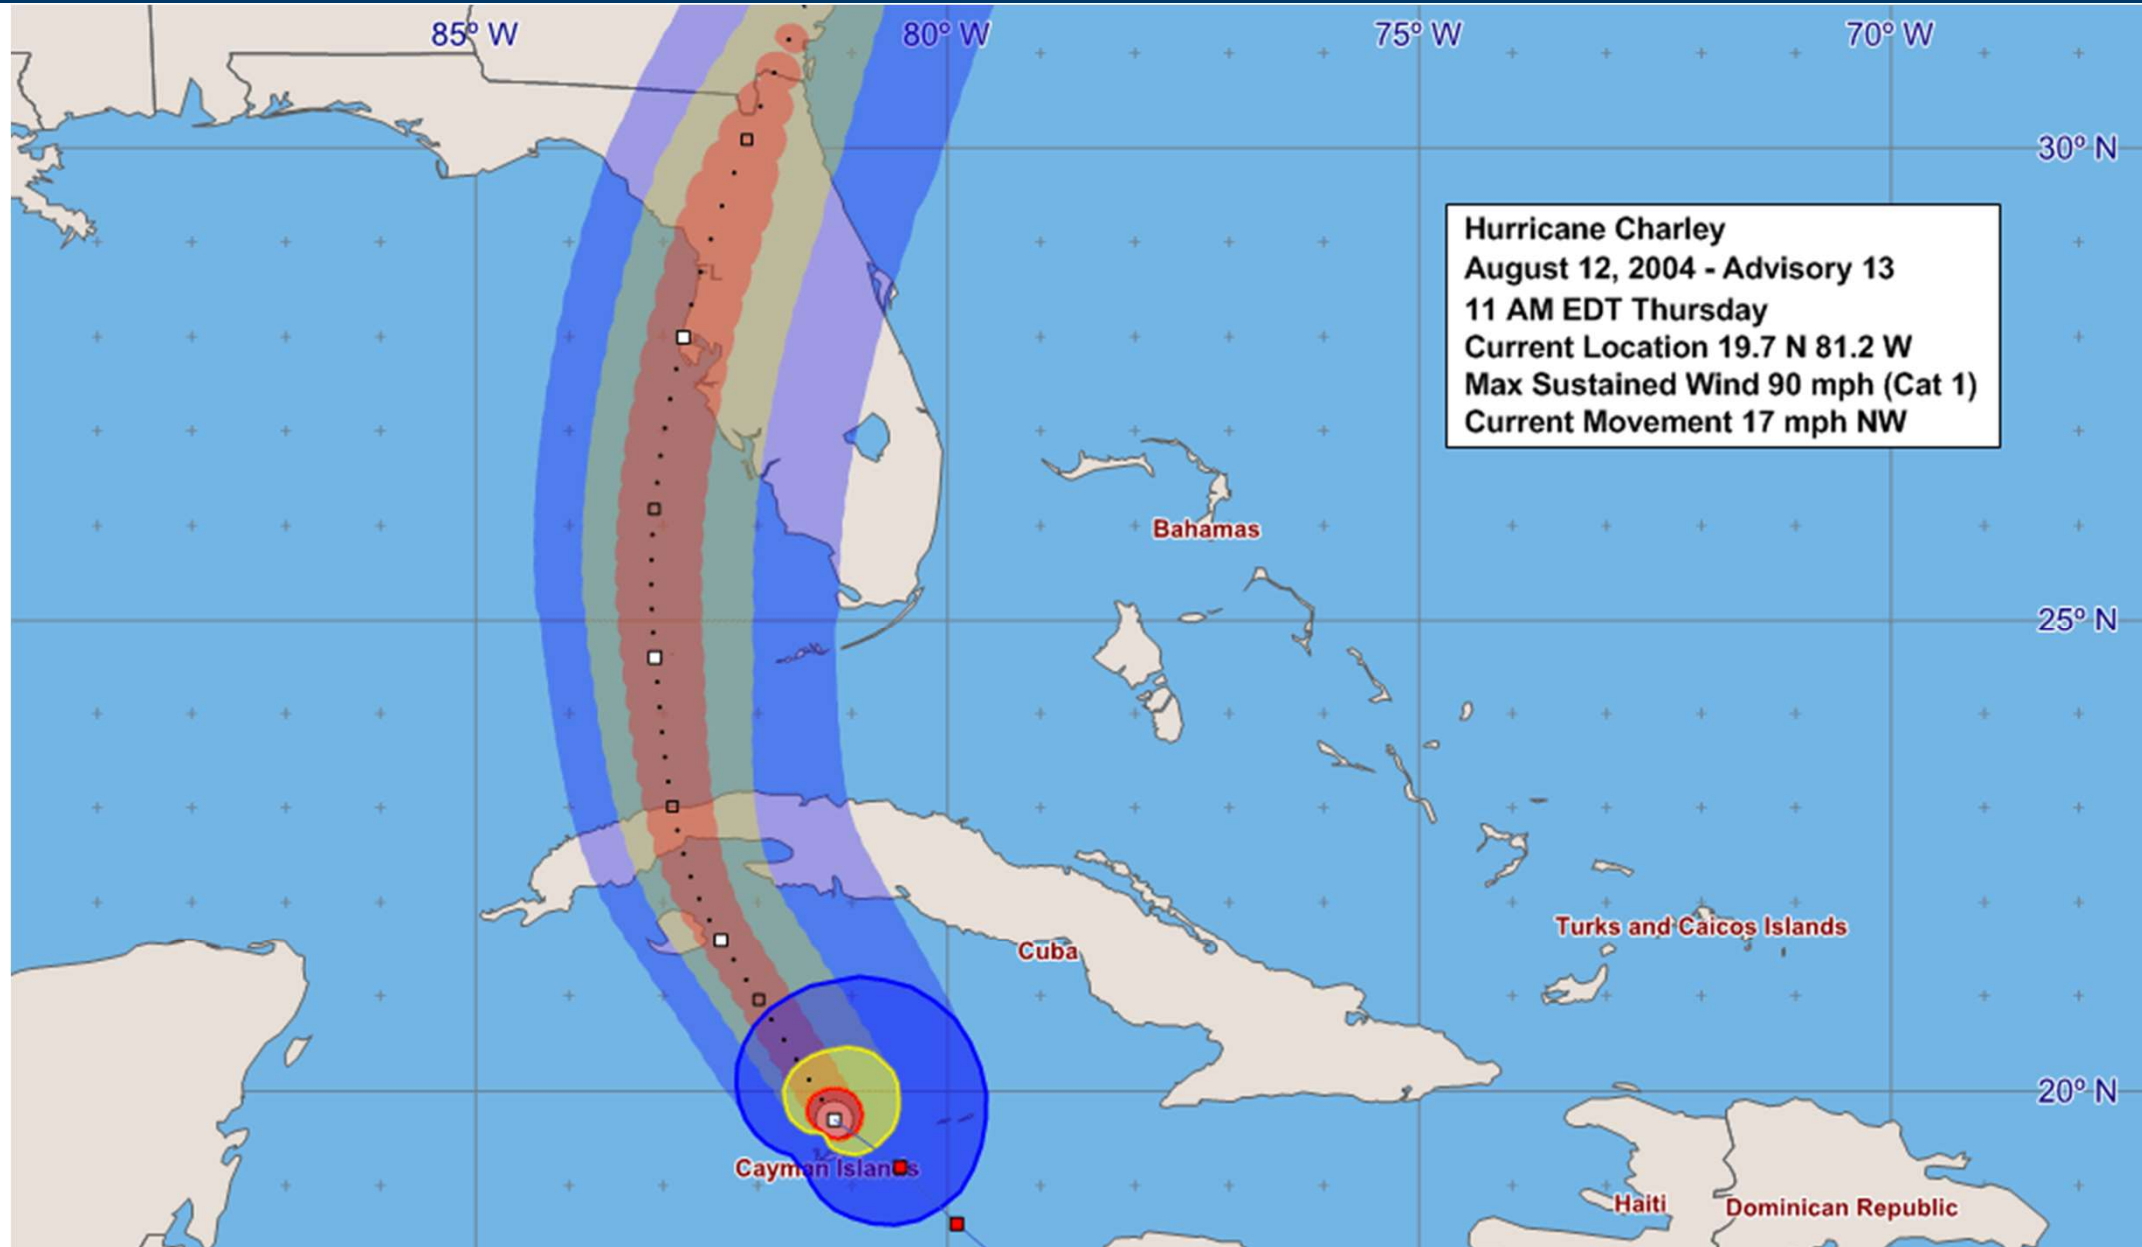 85° W
80° W
75° W
70° W
30° N
Hurricane Charley
August 12, 2004 - Advisory 13
11 AM EDT Thursday
Current Location 19.7 N 81.2 W
Max Sustained Wind 90 mph (Cat 1)
Current Movement 17 mph NW
FL
Bahamas
25° N
Turks and Caicos Islands
Cuba
20° N
Cayman Islands
Haiti
Dominican Republic